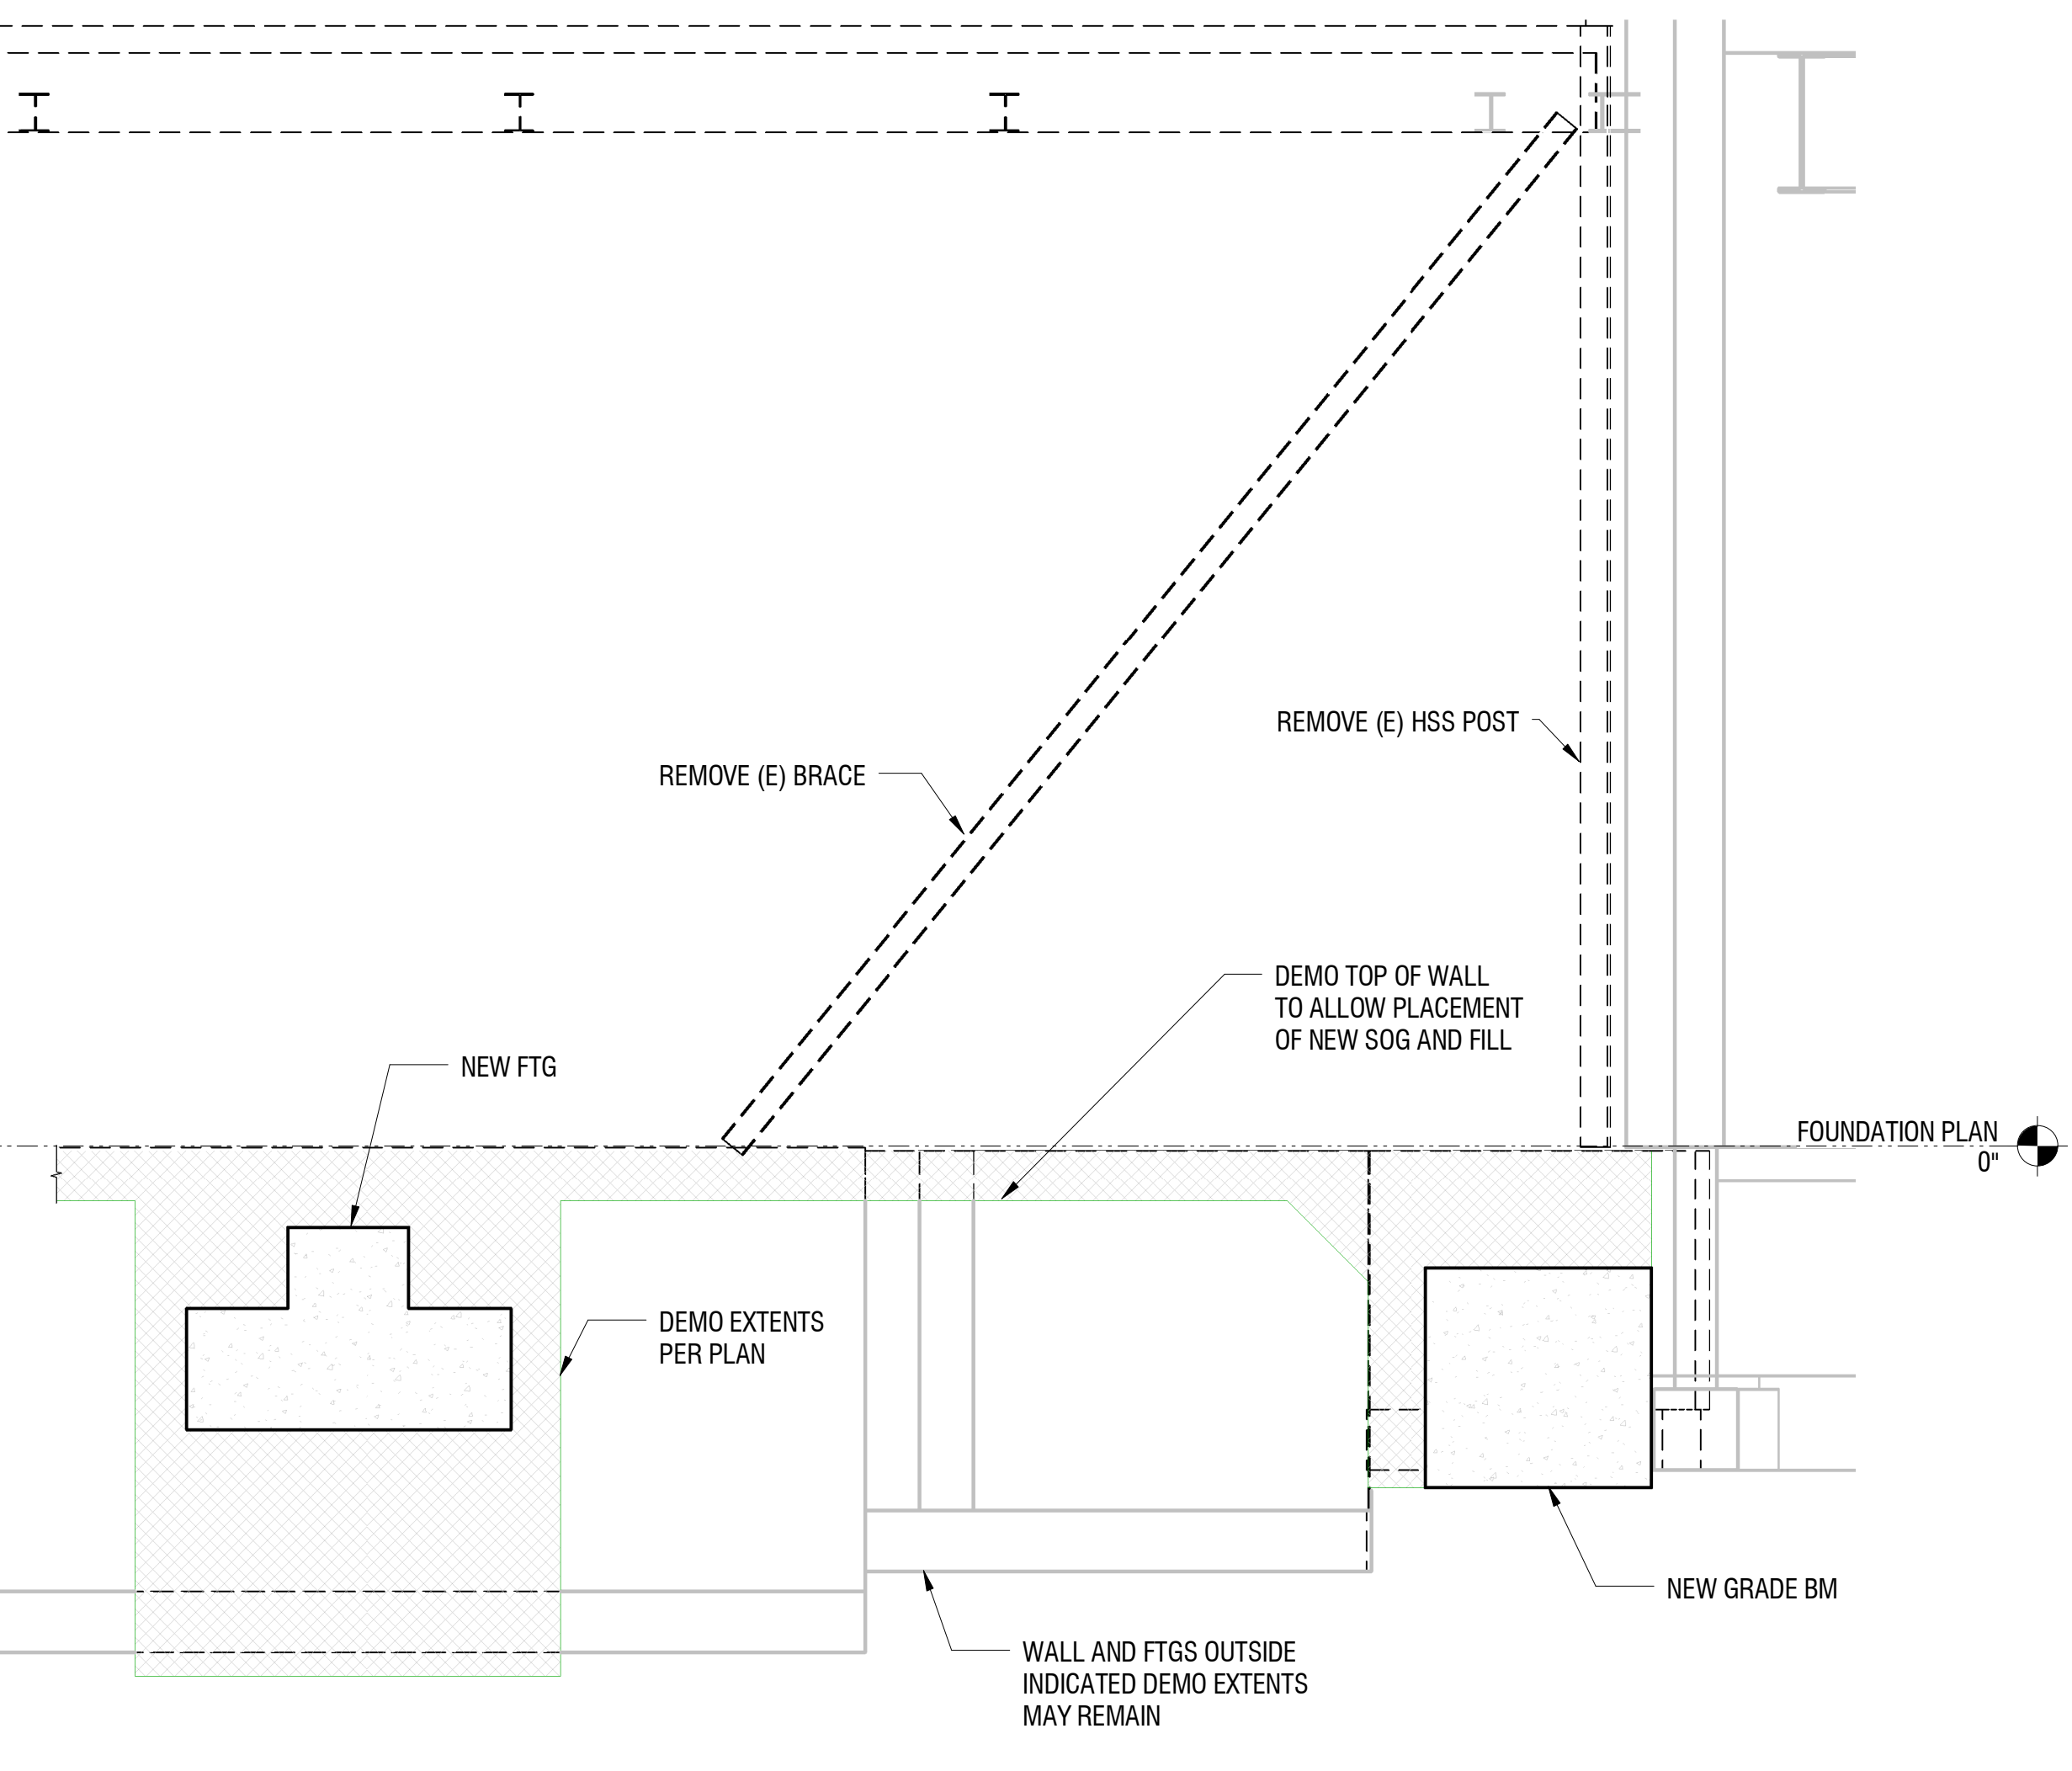 REMOVE (E) HSS POST
REMOVE (E) BRACE
DEMO TOP OF WALL
TO ALLOW PLACEMENT
OF NEW SOG AND FILL
NEW FTG
FOUNDATION PLAN
0"
DEMO EXTENTS
PER PLAN
NEW GRADE BM
WALL AND FTGS OUTSIDE
INDICATED DEMO EXTENTS
MAY REMAIN